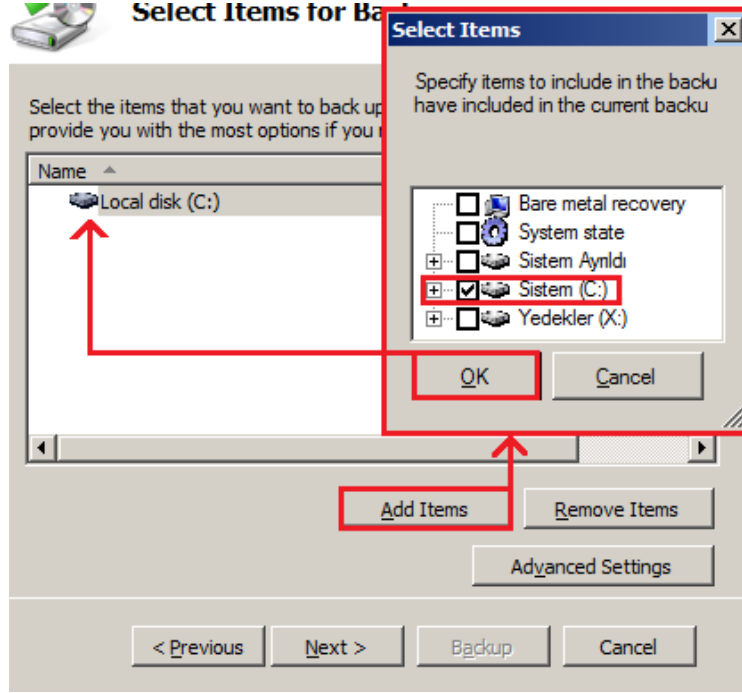 Select Items for Ba
Select the items that you want to back up
provide you with the most options if you
Name
Local disk (C:)
Select Items
Specify items to include in the backu
have included in the current backu
Bare metal recovery
System state
Sistem Ayrıldı
Sistem (C:)
Yedekler (X:)
OK
Cancel
Add Items
Remove Items
Advanced Settings
< Previous
Next >
Backup
Cancel